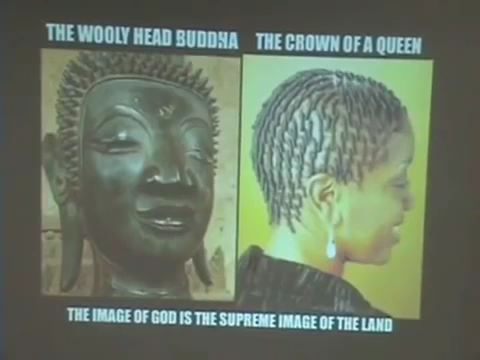 THE WOOLY HEAD BUDDHA
THE CROWN OF A QUEEN
THE IMAGE OF GOD IS THE SUPREME IMAGE OF THE LAND